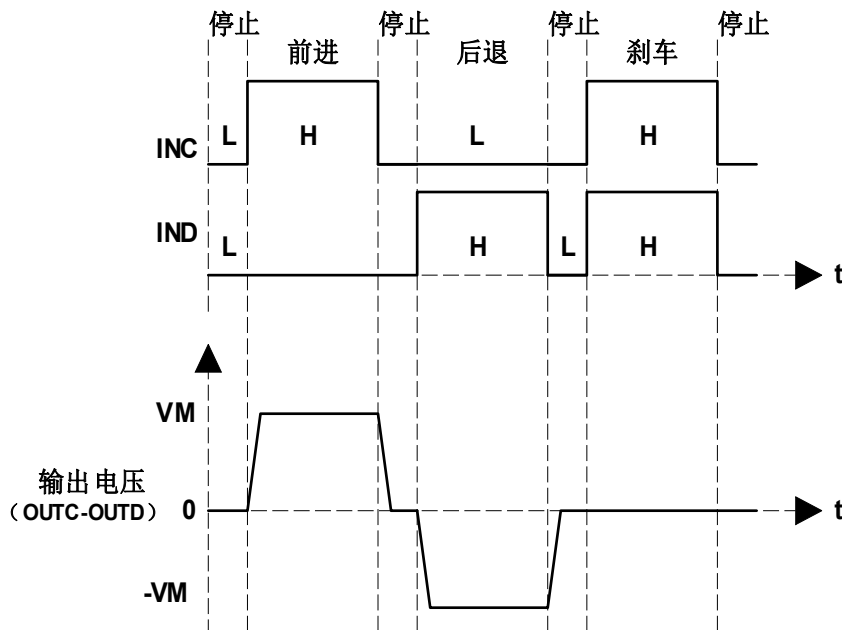 停止 停止 停止 停止
前进 后退 刹车
INC L H L H
IND L H L H
t
VM
输出电压
（OUTC-OUTD） 0 t
-VM